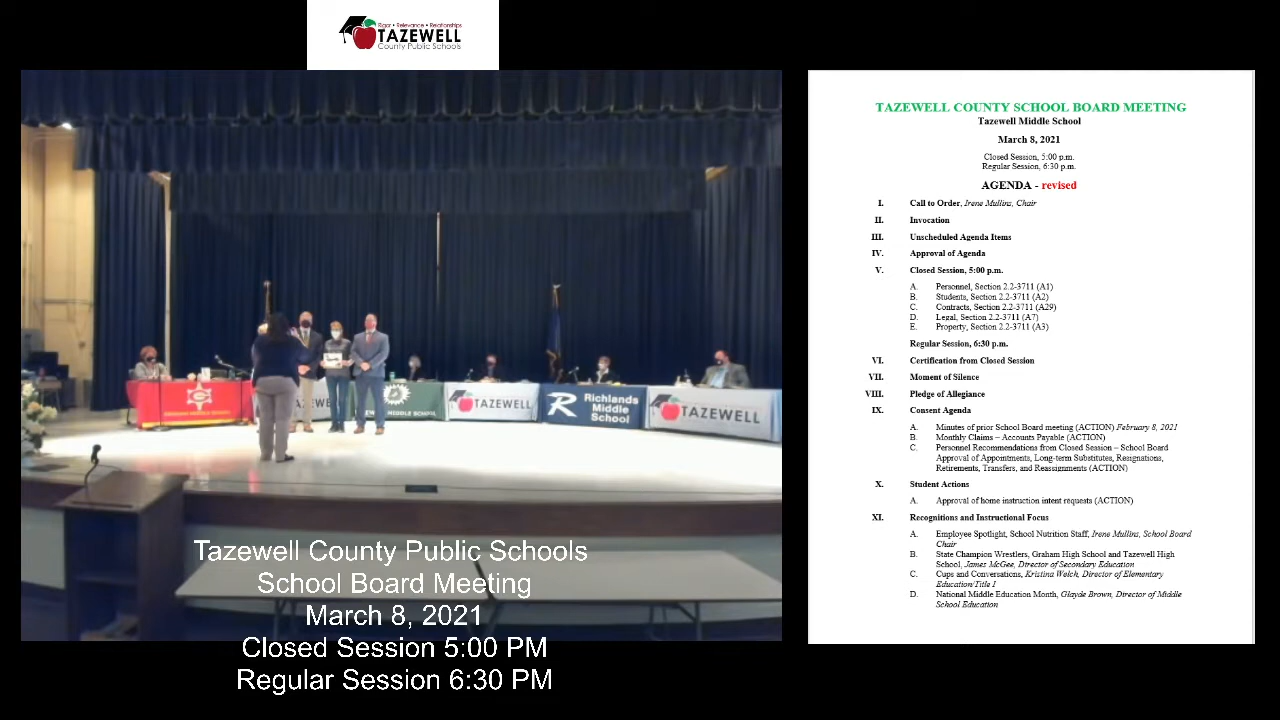 Rigor • Relevance • Relationships
TAZEWELL
County Public Schools
TAZEWELL COUNTY SCHOOL BOARD MEETING
Tazewell Middle School
March 8, 2021
Closed Session, 5:00 p.m.
Regular Session, 6:30 p.m.
AGENDA - revised
I. Call to Order, Irene Mullins, Chair
II. Invocation
III. Unscheduled Agenda Items
IV. Approval of Agenda
V. Closed Session, 5:00 p.m.
A. Personnel, Section 2.2-3711 (A1)
B. Students, Section 2.2-3711 (A2)
C. Contracts, Section 2.2-3711 (A29)
D. Legal, Section 2.2-3711 (A7)
E. Property, Section 2.2-3711 (A3)
Regular Session, 6:30 p.m.
VI. Certification from Closed Session
VII. Moment of Silence
VIII. Pledge of Allegiance
IX. Consent Agenda
A. Minutes of prior School Board meeting (ACTION) February 8, 2021
B. Monthly Claims – Accounts Payable (ACTION)
C. Personnel Recommendations from Closed Session – School Board
Approval of Appointments, Long-term Substitutes, Resignations,
Retirements, Transfers, and Reassignments (ACTION)
X. Student Actions
A. Approval of home instruction intent requests (ACTION)
XI. Recognitions and Instructional Focus
A. Employee Spotlight, School Nutrition Staff, Irene Mullins, School Board
Chair
B. State Champion Wrestlers, Graham High School and Tazewell High
School, James McGee, Director of Secondary Education
C. Cups and Conversations, Kristina Welch, Director of Elementary
Education/Title I
D. National Middle Education Month, Glayde Brown, Director of Middle
School Education
MIDDLE SCHOOL
TAZEWELL
R Richlands
Middle
School
TAZEWELL
Tazewell County Public Schools
School Board Meeting
March 8, 2021
Closed Session 5:00 PM
Regular Session 6:30 PM